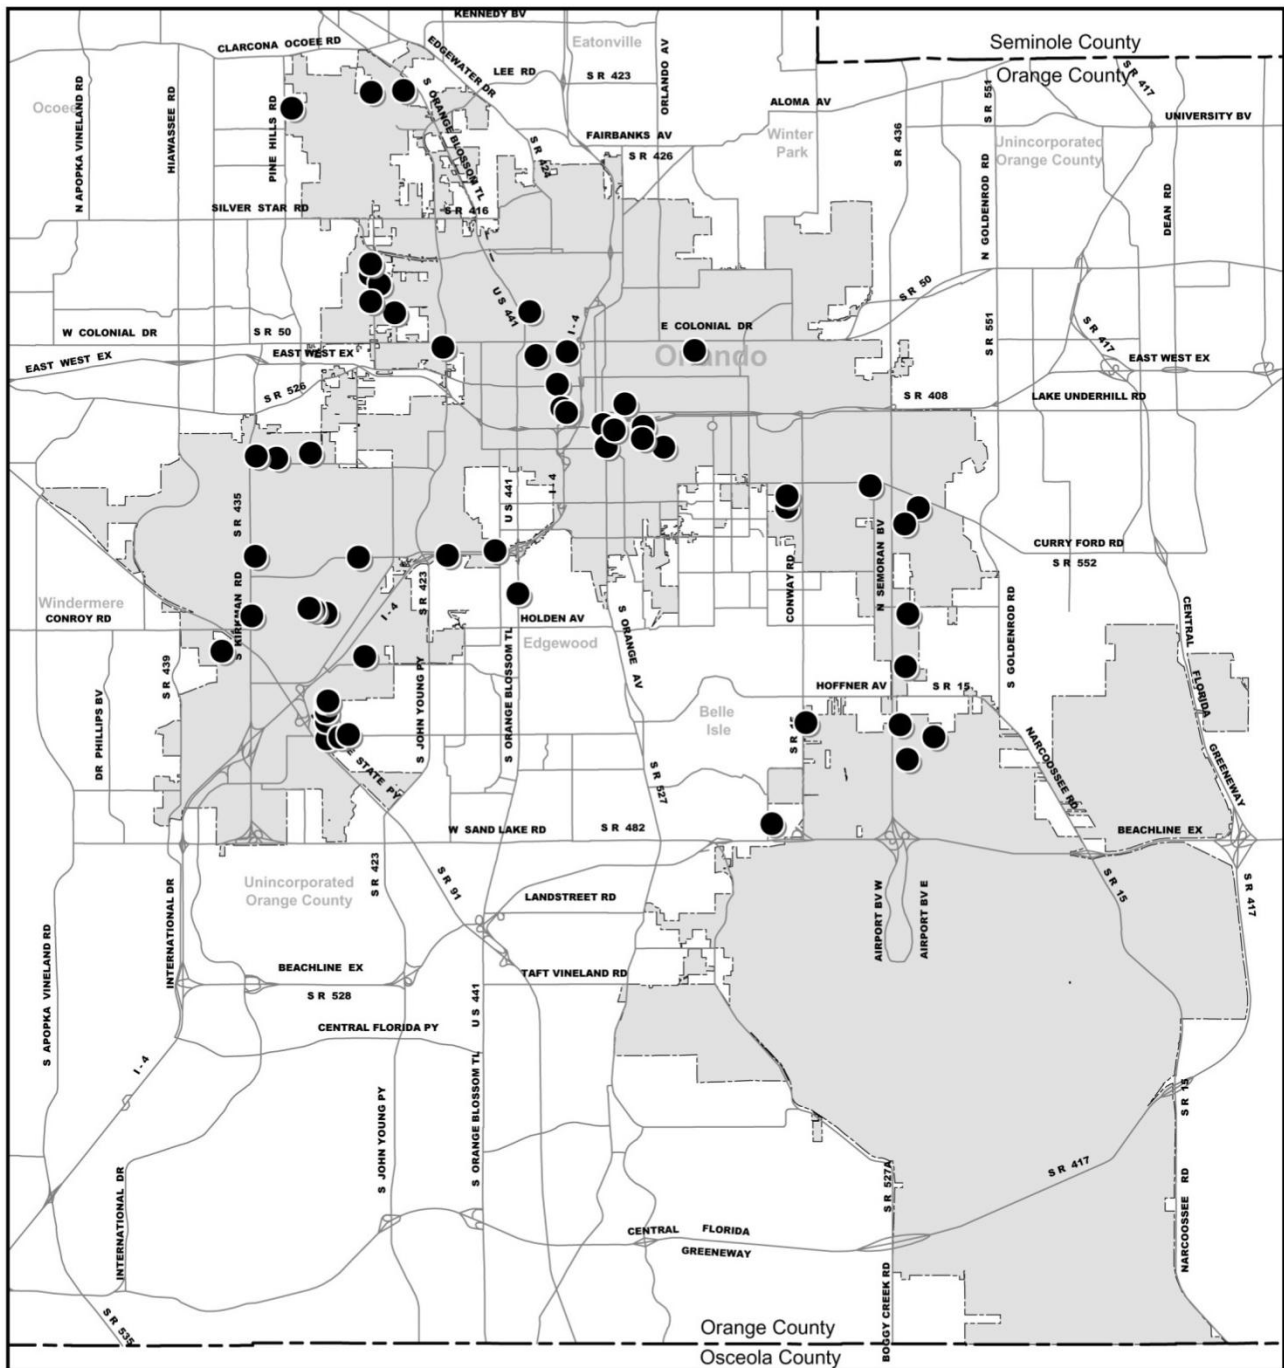 KENNEDY BV
CLARCONA OCOEE RD
EDGEWATER DR
Eatonville
ORLANDO AV
Seminole County
Orange County
S R 417
LEE RD
S R 423
S R 551
N APOPKA VINELAND RD
HIAWASSEE RD
PINE HILLS RD
Ocoee
S ORANGE BLOSSOM TL
ALOMA AV
UNIVERSITY BV
FAIRBANKS AV
S R 426
S R 424
Winter
Park
S R 436
Unincorporated
Orange County
N GOLDENROD RD
DEAN RD
SILVER STAR RD
S R 416
U S 441
I - 4
S R 50
W COLONIAL DR
S R 50
E COLONIAL DR
S R 551
S R 417
EAST WEST EX
EAST WEST EX
Orlando
EAST WEST EX
S R 526
S R 408
LAKE UNDERHILL RD
S R 435
U S 441
I - 4
CURRY FORD RD
S R 552
S KIRKMAN RD
I - 4
S R 423
CONWAY RD
N SEMORAN BV
Windermere
CONROY RD
HOLDEN AV
Edgewood
S ORANGE AV
S GOLDENROD RD
CENTRAL
FLORIDA
GREENEWAY
S R 439
DR PHILLIPS BV
S JOHN YOUNG PY
S ORANGE BLOSSOM TL
HOFFNER AV
S R 15
Belle
Isle
NARCOOSSEE RD
E STATE PY
S R 527
W SAND LAKE RD
S R 482
BEACHLINE EX
S R 423
S R 91
Unincorporated
Orange County
LANDSTREET RD
AIRPORT BV W
AIRPORT BV E
S R 15
S R 417
S APOPKA VINELAND RD
INTERNATIONAL DR
BEACHLINE EX
S R 528
TAFT VINELAND RD
U S 441
CENTRAL FLORIDA PY
I - 4
S JOHN YOUNG PY
S ORANGE BLOSSOM TL
S R 15
S R 417
S R 527A
INTERNATIONAL DR
CENTRAL FLORIDA
GREENEWAY
NARCOOSSEE RD
S R 535
BOGGY CREEK RD
Orange County
Osceola County